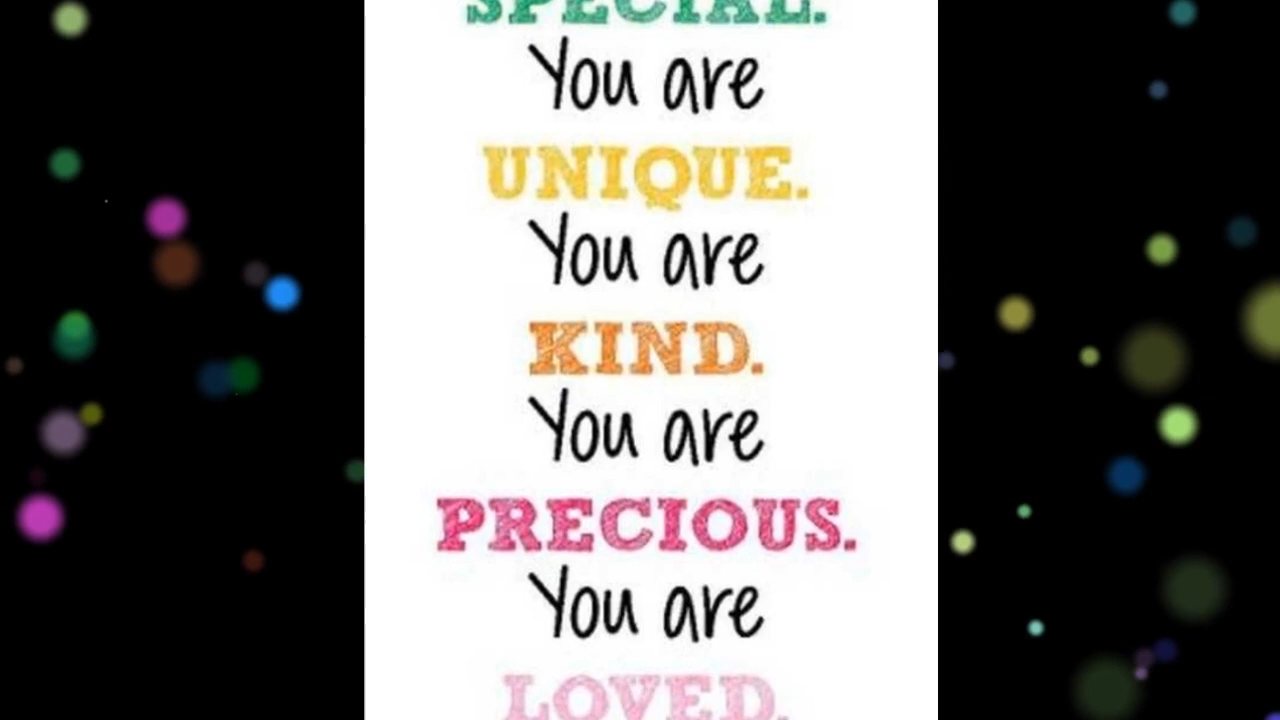 SPECIAL.
You are
UNIQUE.
You are
KIND.
You are
PRECIOUS.
You are
LOVED.